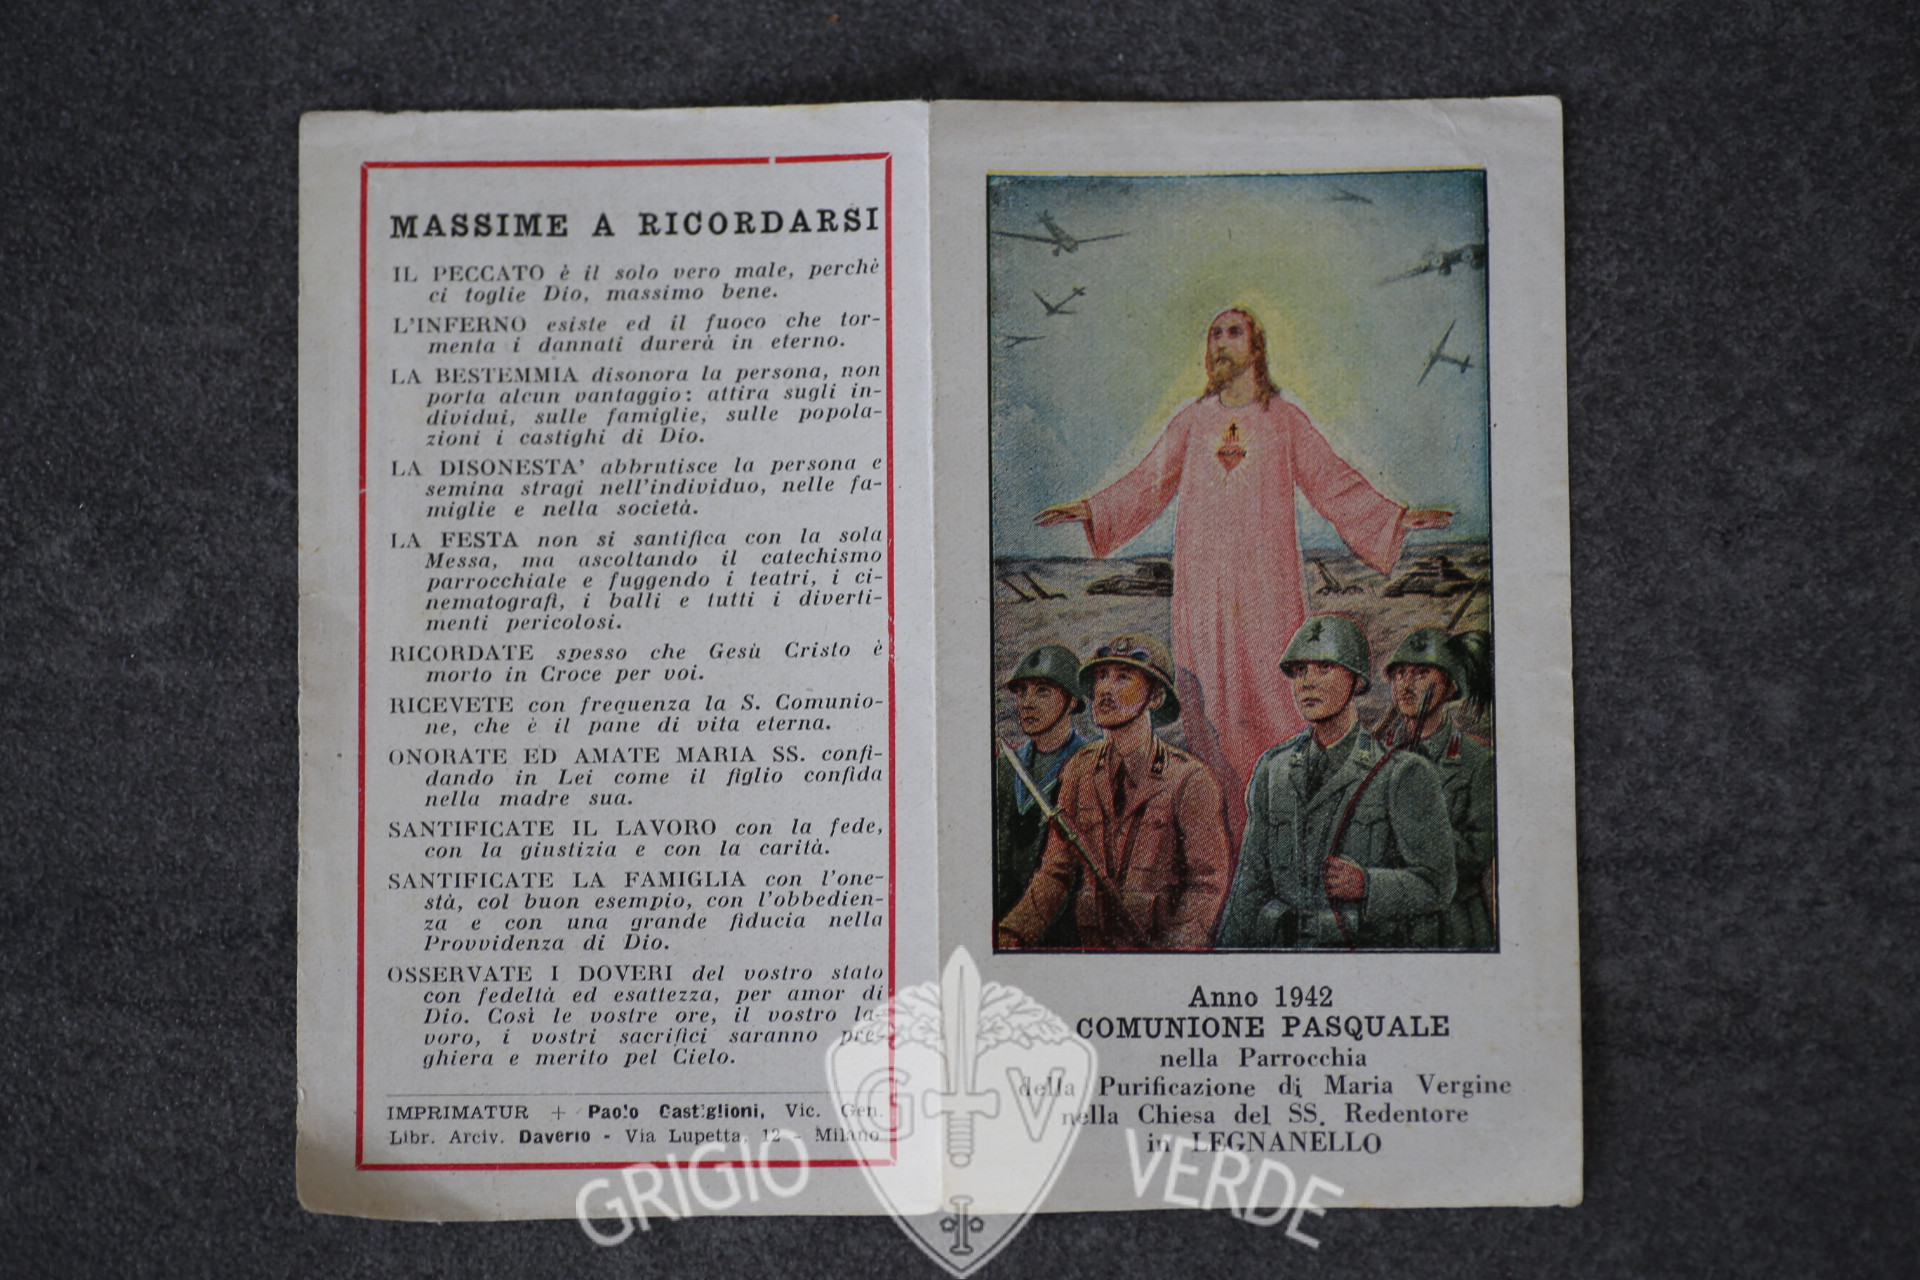 MASSIME A RICORDARSI
IL PECCATO è il solo vero male, perchè
ci toglie Dio, massimo bene.
L'INFERNO esiste ed il fuoco che tor-
menta i dannati durerà in eterno.
LA BESTEMMIA disonora la persona, non
porta alcun vantaggio: attira sugli in-
dividui, sulle famiglie, sulle popola-
zioni i castighi di Dio.
LA DISONESTA' abbrutisce la persona e
semina stragi nell'individuo, nelle fa-
miglie e nella società.
LA FESTA non si santifica con la sola
Messa, ma ascoltando il catechismo
parrocchiale e fuggendo i teatri, i ci-
nematografi, i balli e tutti i diverti-
menti pericolosi.
RICORDATE spesso che Gesù Cristo è
morto in Croce per voi.
RICEVETE con frequenza la S. Comunio-
ne, che è il pane di vita eterna.
ONORATE ED AMATE MARIA SS. confi-
dando in Lei come il figlio confida
nella madre sua.
SANTIFICATE IL LAVORO con la fede,
con la giustizia e con la carità.
SANTIFICATE LA FAMIGLIA con l'one-
stà, col buon esempio, con l'obbedien-
za e con una grande fiducia nella
Provvidenza di Dio.
OSSERVATE I DOVERI del vostro stato
con fedeltà ed esattezza, per amor di
Dio. Così le vostre ore, il vostro la-
voro, i vostri sacrifici saranno pre-
ghiera e merito pel Cielo.
IMPRIMATUR + Paolo Castiglioni, Vic. Gen.
Libr. Arciv. Daverio - Via Lupetta, 12 - Milano
Anno 1942
COMUNIONE PASQUALE
nella Parrocchia
della Purificazione di Maria Vergine
nella Chiesa del SS. Redentore
in LEGNANELLO
G V
GRIGIO VERDE